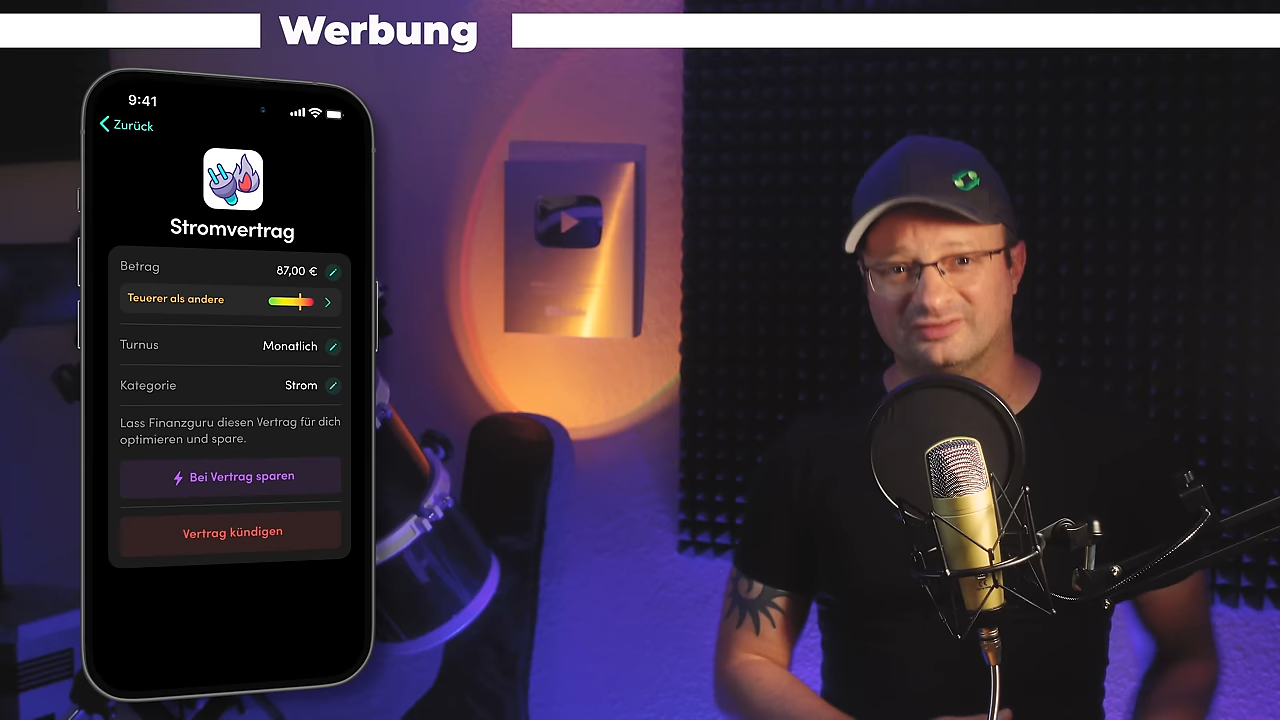 Werbung
9:41
Zurück
Stromvertrag
Betrag 87,00 €
Teuerer als andere
Turnus Monatlich
Kategorie Strom
Lass Finanzguru diesen Vertrag für dich
optimieren und spare.
Bei Vertrag sparen
Vertrag kündigen